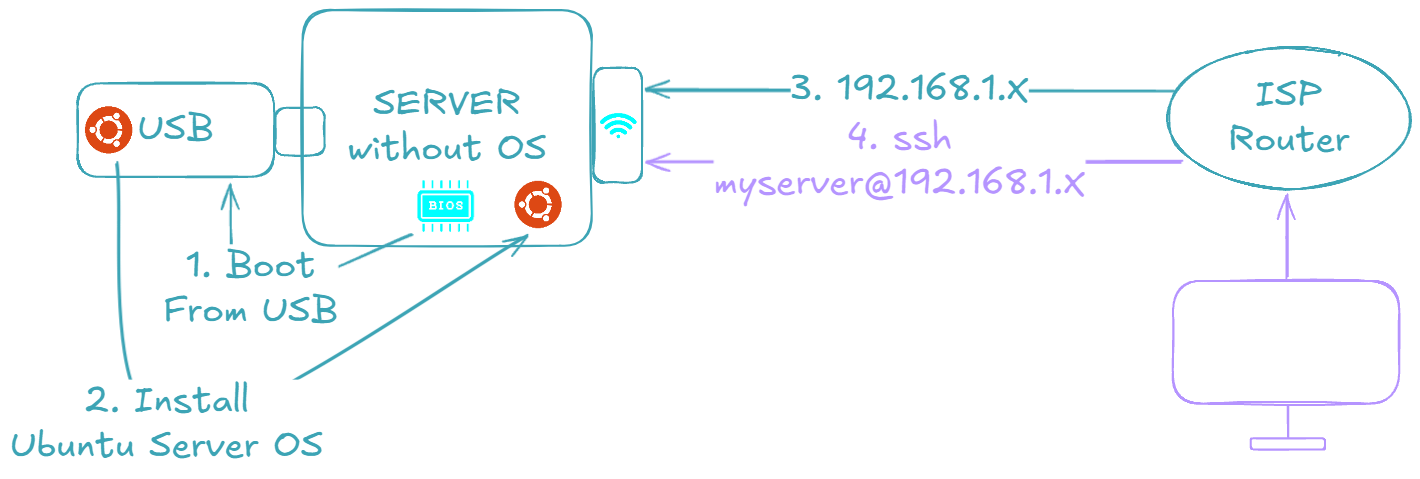 USB
SERVER
without OS
BIOS
1. Boot
From USB
2. Install
Ubuntu Server OS
3. 192.168.1.x
4. ssh
myserver@192.168.1.x
ISP
Router